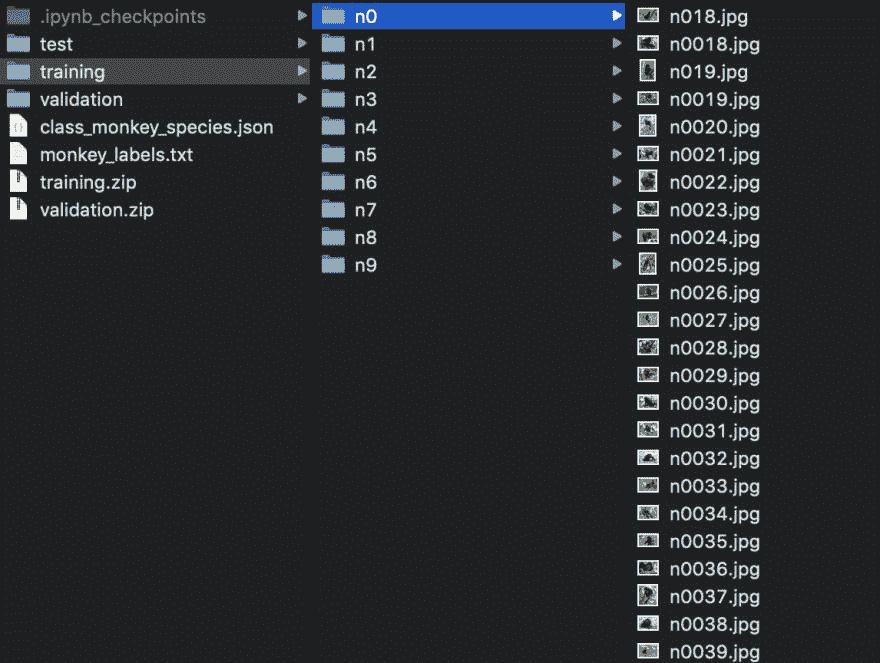 .ipynb_checkpoints
test
training
validation
class_monkey_species.json
monkey_labels.txt
training.zip
validation.zip
n0
n1
n2
n3
n4
n5
n6
n7
n8
n9
n018.jpg
n0018.jpg
n019.jpg
n0019.jpg
n0020.jpg
n0021.jpg
n0022.jpg
n0023.jpg
n0024.jpg
n0025.jpg
n0026.jpg
n0027.jpg
n0028.jpg
n0029.jpg
n0030.jpg
n0031.jpg
n0032.jpg
n0033.jpg
n0034.jpg
n0035.jpg
n0036.jpg
n0037.jpg
n0038.jpg
n0039.jpg